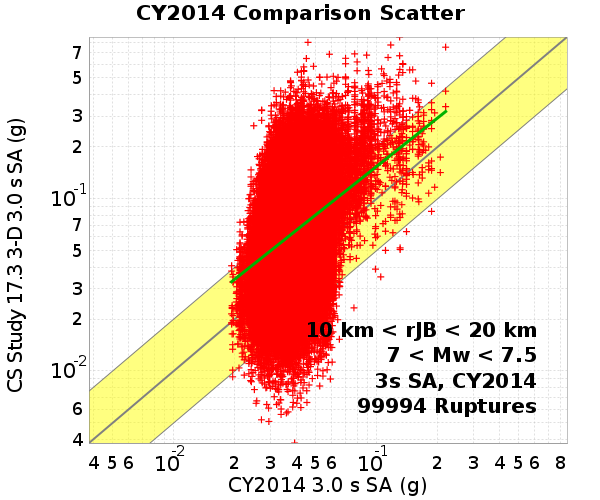 CY2014 Comparison Scatter
CS Study 17.3 3-D 3.0 s SA (g)
7
5
3
2
10^-1
7
5
3
2
10^-2
6
4
10 km < rJB < 20 km
7 < Mw < 7.5
3s SA, CY2014
99994 Ruptures
4 5 6 8 10^-2 2 3 4 5 6 10^-1 2 3 4 5 6 8
CY2014 3.0 s SA (g)